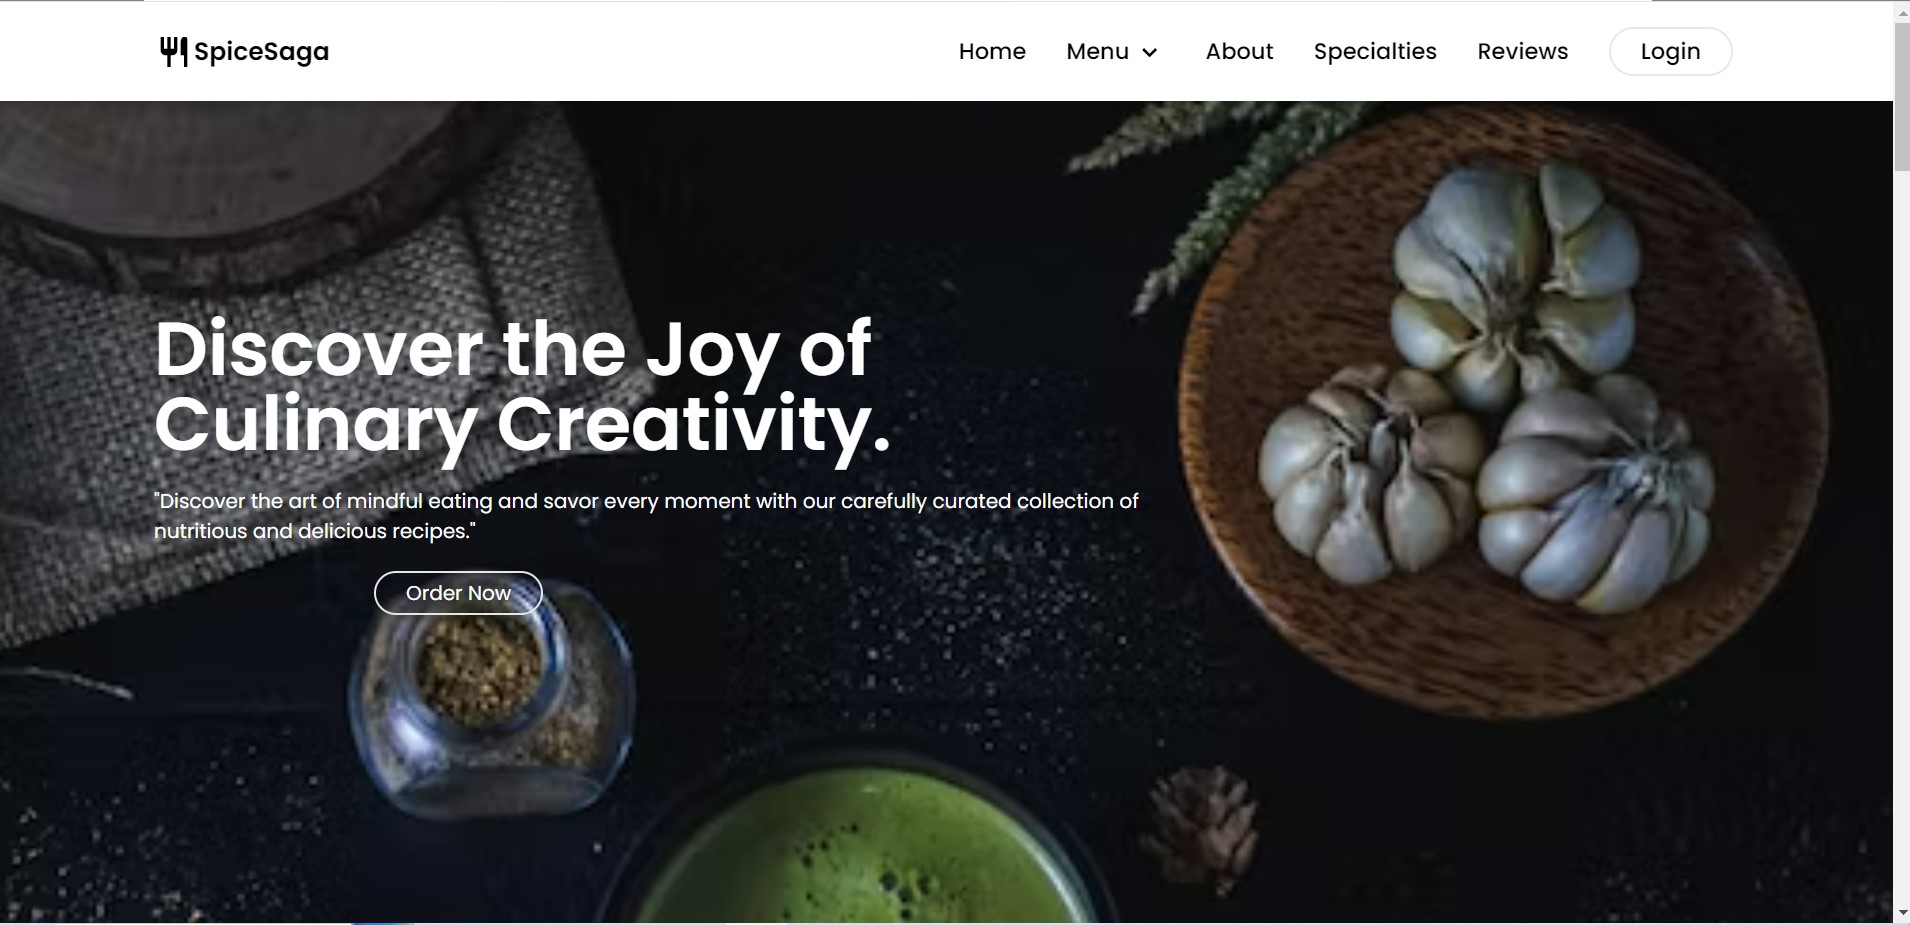 SpiceSaga
Home Menu About Specialties Reviews Login
Discover the Joy of
Culinary Creativity.
"Discover the art of mindful eating and savor every moment with our carefully curated collection of
nutritious and delicious recipes."
Order Now